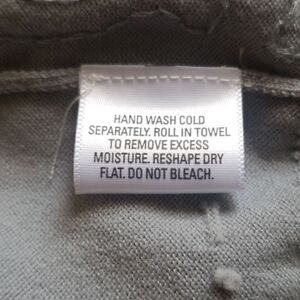 HAND WASH COLD
SEPARATELY. ROLL IN TOWEL
TO REMOVE EXCESS
MOISTURE. RESHAPE DRY
FLAT. DO NOT BLEACH.